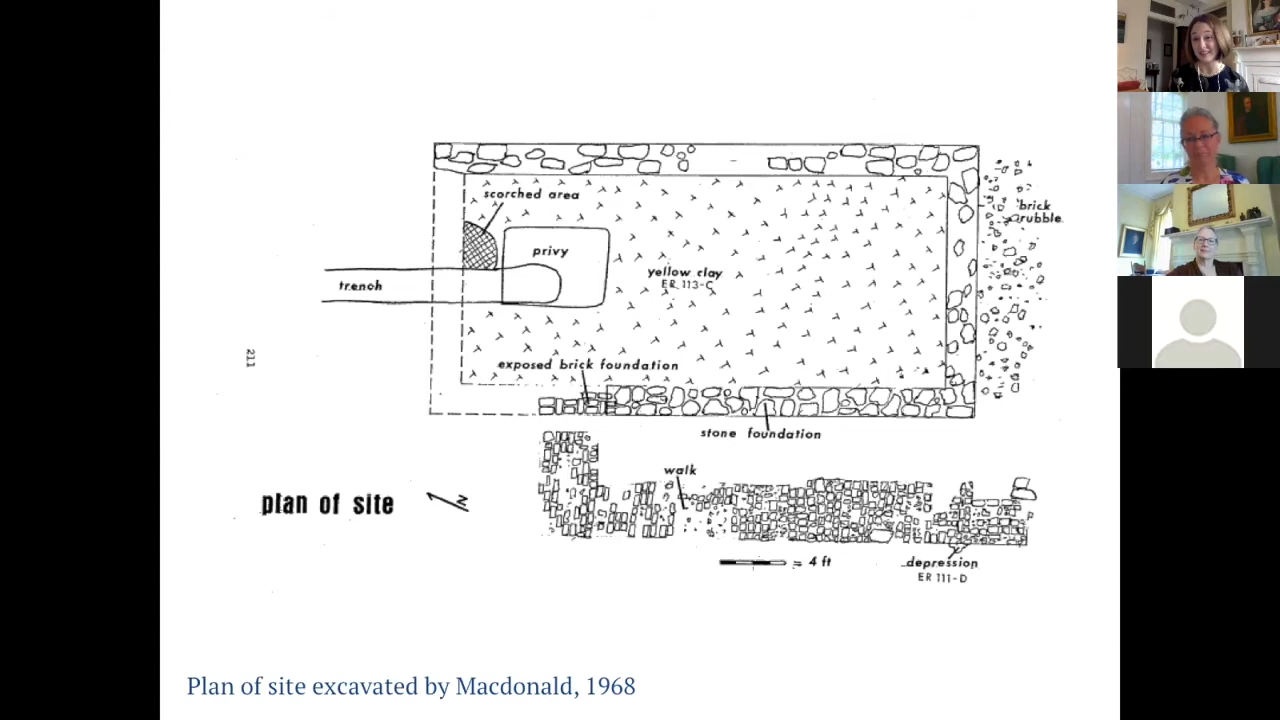 scorched area
brick
rubble
privy
yellow clay
ER 113-C
trench
211
exposed brick foundation
stone foundation
walk
plan of site
N
= 4 ft
depression
ER 111-D
Plan of site excavated by Macdonald, 1968